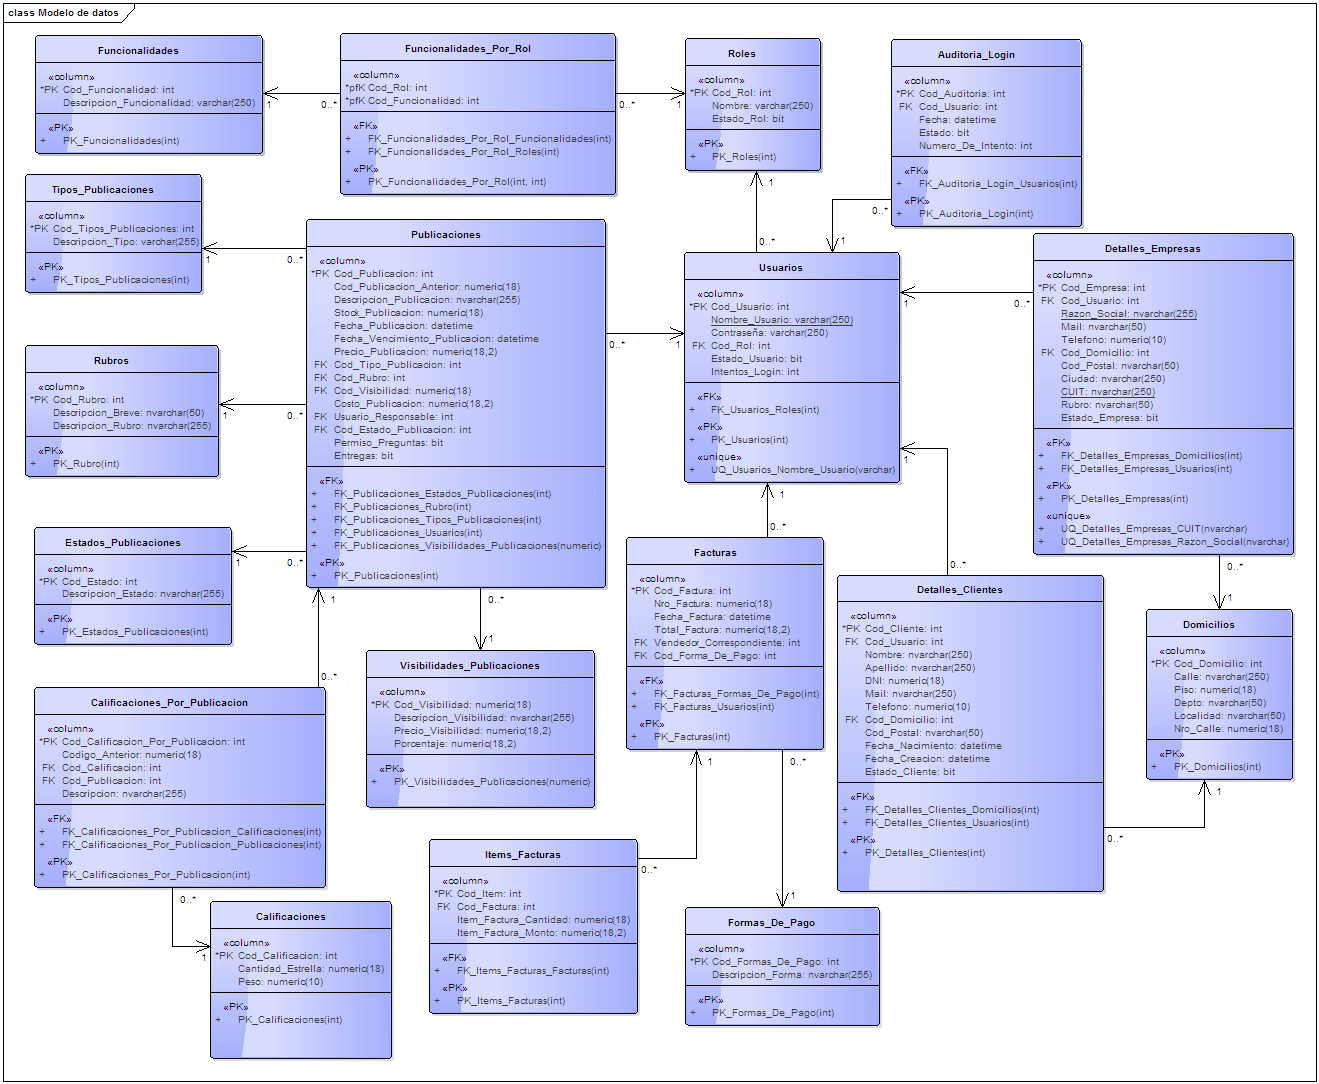 class Modelo de datos
Funcionalidades
«column»
*PK Cod_Funcionalidad: int
Descripcion_Funcionalidad: varchar(250)
«PK»
+ PK_Funcionalidades(int)
1
0..*
Funcionalidades_Por_Rol
«column»
*pfK Cod_Rol: int
*pfK Cod_Funcionalidad: int
«FK»
+ FK_Funcionalidades_Por_Rol_Funcionalidades(int)
+ FK_Funcionalidades_Por_Rol_Roles(int)
«PK»
+ PK_Funcionalidades_Por_Rol(int, int)
0..*
1
Roles
«column»
*PK Cod_Rol: int
Nombre: varchar(250)
Estado_Rol: bit
«PK»
+ PK_Roles(int)
1
0..*
Auditoria_Login
«column»
*PK Cod_Auditoria: int
FK Cod_Usuario: int
Fecha: datetime
Estado: bit
Numero_De_Intento: int
«FK»
+ FK_Auditoria_Login_Usuarios(int)
«PK»
+ PK_Auditoria_Login(int)
0..*
1
Tipos_Publicaciones
«column»
*PK Cod_Tipos_Publicaciones: int
Descripcion_Tipo: varchar(255)
«PK»
+ PK_Tipos_Publicaciones(int)
1
0..*
Publicaciones
«column»
*PK Cod_Publicacion: int
Cod_Publicacion_Anterior: numeric(18)
Descripcion_Publicacion: nvarchar(255)
Stock_Publicacion: numeric(18)
Fecha_Publicacion: datetime
Fecha_Vencimiento_Publicacion: datetime
Precio_Publicacion: numeric(18,2)
FK Cod_Tipo_Publicacion: int
FK Cod_Rubro: int
FK Cod_Visibilidad: numeric(18)
Costo_Publicacion: numeric(18,2)
FK Usuario_Responsable: int
FK Cod_Estado_Publicacion: int
Permiso_Preguntas: bit
Entregas: bit
«FK»
+ FK_Publicaciones_Estados_Publicaciones(int)
+ FK_Publicaciones_Rubro(int)
+ FK_Publicaciones_Tipos_Publicaciones(int)
+ FK_Publicaciones_Usuarios(int)
+ FK_Publicaciones_Visibilidades_Publicaciones(numeric)
«PK»
+ PK_Publicaciones(int)
0..*
1
Usuarios
«column»
*PK Cod_Usuario: int
Nombre_Usuario: varchar(250)
Contraseña: varchar(250)
FK Cod_Rol: int
Estado_Usuario: bit
Intentos_Login: int
«FK»
+ FK_Usuarios_Roles(int)
«PK»
+ PK_Usuarios(int)
«unique»
+ UQ_Usuarios_Nombre_Usuario(varchar)
1
0..*
Detalles_Empresas
«column»
*PK Cod_Empresa: int
FK Cod_Usuario: int
Razon_Social: nvarchar(255)
Mail: nvarchar(50)
Telefono: numeric(10)
FK Cod_Domicilio: int
Cod_Postal: nvarchar(50)
Ciudad: nvarchar(250)
CUIT: nvarchar(250)
Rubro: nvarchar(50)
Estado_Empresa: bit
«FK»
+ FK_Detalles_Empresas_Domicilios(int)
+ FK_Detalles_Empresas_Usuarios(int)
«PK»
+ PK_Detalles_Empresas(int)
«unique»
+ UQ_Detalles_Empresas_CUIT(nvarchar)
+ UQ_Detalles_Empresas_Razon_Social(nvarchar)
0..*
1
Rubros
«column»
*PK Cod_Rubro: int
Descripcion_Breve: nvarchar(50)
Descripcion_Rubro: nvarchar(255)
«PK»
+ PK_Rubro(int)
1
0..*
Estados_Publicaciones
«column»
*PK Cod_Estado: int
Descripcion_Estado: nvarchar(255)
«PK»
+ PK_Estados_Publicaciones(int)
1
0..*
1
0..*
0..*
1
1
0..*
1
0..*
Facturas
«column»
*PK Cod_Factura: int
Nro_Factura: numeric(18)
Fecha_Factura: datetime
Total_Factura: numeric(18,2)
FK Vendedor_Correspondiente: int
FK Cod_Forma_De_Pago: int
«FK»
+ FK_Facturas_Formas_De_Pago(int)
+ FK_Facturas_Usuarios(int)
«PK»
+ PK_Facturas(int)
1
0..*
0..*
1
Detalles_Clientes
«column»
*PK Cod_Cliente: int
FK Cod_Usuario: int
Nombre: nvarchar(250)
Apellido: nvarchar(250)
DNI: numeric(18)
Mail: nvarchar(250)
Telefono: numeric(10)
FK Cod_Domicilio: int
Cod_Postal: nvarchar(50)
Fecha_Nacimiento: datetime
Fecha_Creacion: datetime
Estado_Cliente: bit
«FK»
+ FK_Detalles_Clientes_Domicilios(int)
+ FK_Detalles_Clientes_Usuarios(int)
«PK»
+ PK_Detalles_Clientes(int)
0..*
1
Domicilios
«column»
*PK Cod_Domicilio: int
Calle: nvarchar(250)
Piso: numeric(18)
Depto: nvarchar(50)
Localidad: nvarchar(50)
Nro_Calle: numeric(18)
«PK»
+ PK_Domicilios(int)
Visibilidades_Publicaciones
«column»
*PK Cod_Visibilidad: numeric(18)
Descripcion_Visibilidad: nvarchar(255)
Precio_Visibilidad: numeric(18,2)
Porcentaje: numeric(18,2)
«PK»
+ PK_Visibilidades_Publicaciones(numeric)
Calificaciones_Por_Publicacion
«column»
*PK Cod_Calificacion_Por_Publicacion: int
Codigo_Anterior: numeric(18)
FK Cod_Calificacion: int
FK Cod_Publicacion: int
Descripcion: nvarchar(255)
«FK»
+ FK_Calificaciones_Por_Publicacion_Calificaciones(int)
+ FK_Calificaciones_Por_Publicacion_Publicaciones(int)
«PK»
+ PK_Calificaciones_Por_Publicacion(int)
0..*
1
Calificaciones
«column»
*PK Cod_Calificacion: int
Cantidad_Estrella: numeric(18)
Peso: numeric(10)
«PK»
+ PK_Calificaciones(int)
Items_Facturas
«column»
*PK Cod_Item: int
FK Cod_Factura: int
Item_Factura_Cantidad: numeric(18)
Item_Factura_Monto: numeric(18,2)
«FK»
+ FK_Items_Facturas_Facturas(int)
«PK»
+ PK_Items_Facturas(int)
Formas_De_Pago
«column»
*PK Cod_Formas_De_Pago: int
Descripcion_Forma: nvarchar(255)
«PK»
+ PK_Formas_De_Pago(int)